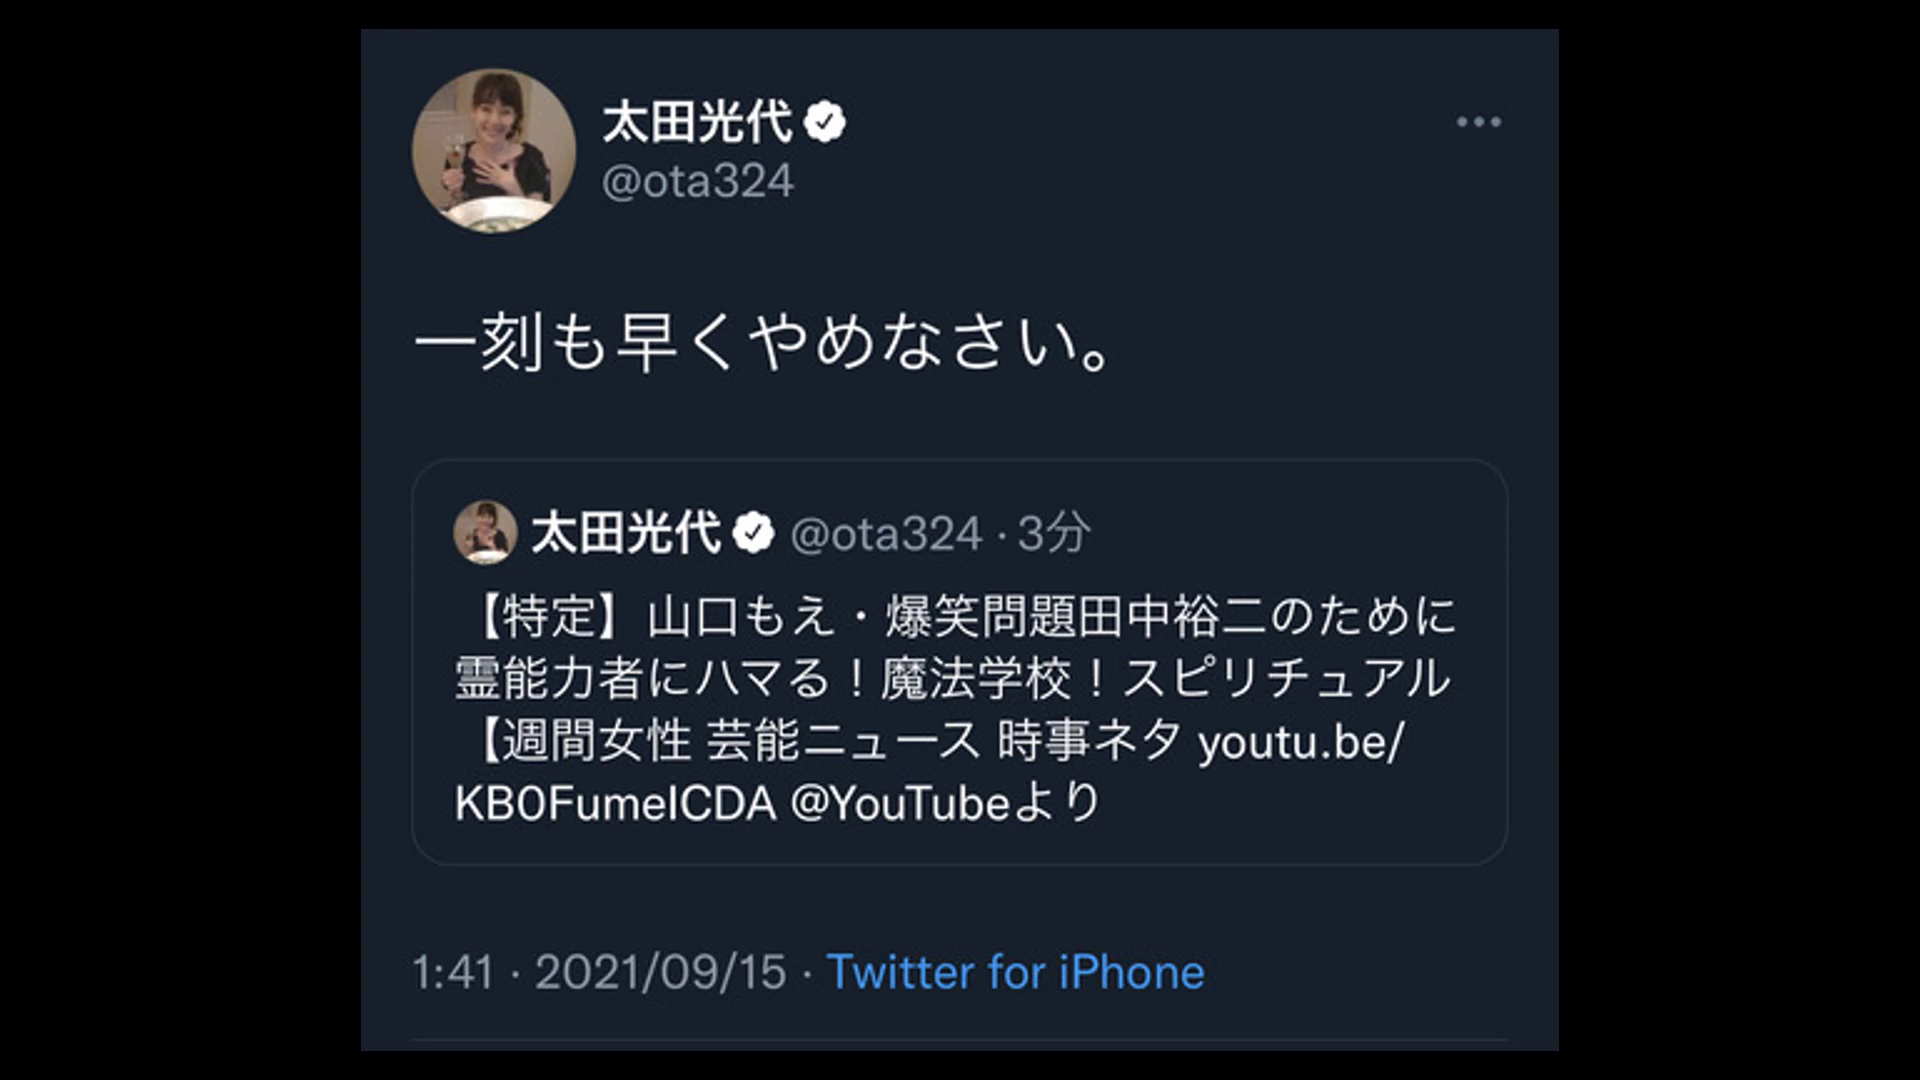 太田光代
@ota324
一刻も早くやめなさい。
太田光代 @ota324 · 3分
【特定】山口もえ・爆笑問題田中裕二のために
霊能力者にハマる！魔法学校！スピリチュアル
【週間女性 芸能ニュース 時事ネタ youtu.be/
KB0FumeICDA @YouTubeより
1:41 · 2021/09/15 · Twitter for iPhone